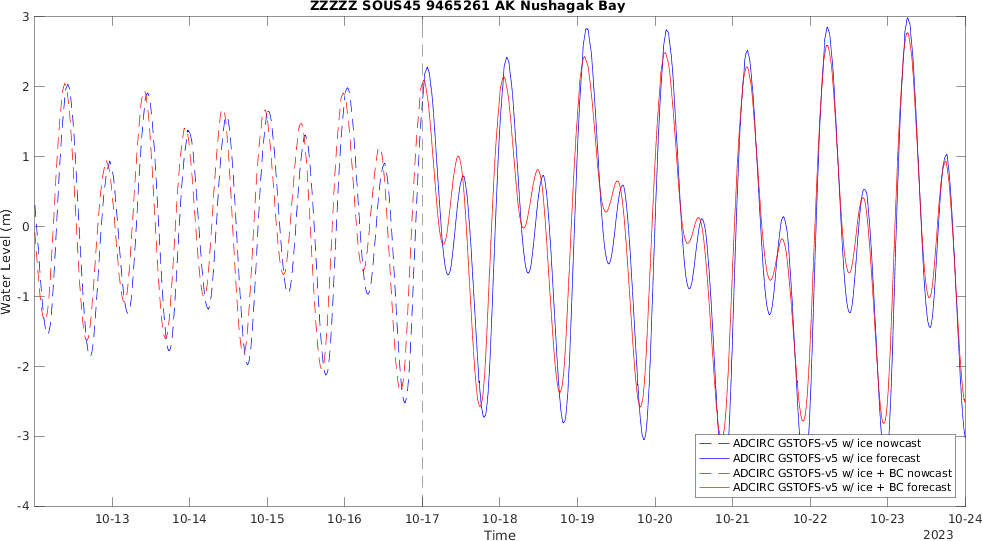 ZZZZZ SOUS45 9465261 AK Nushagak Bay
3
2
1
0
-1
-2
-3
-4
Water Level (m)
ADCIRC GSTOFS-v5 w/ ice nowcast
ADCIRC GSTOFS-v5 w/ ice forecast
ADCIRC GSTOFS-v5 w/ ice + BC nowcast
ADCIRC GSTOFS-v5 w/ ice + BC forecast
10-13 10-14 10-15 10-16 10-17 10-18 10-19 10-20 10-21 10-22 10-23 10-24
Time
2023